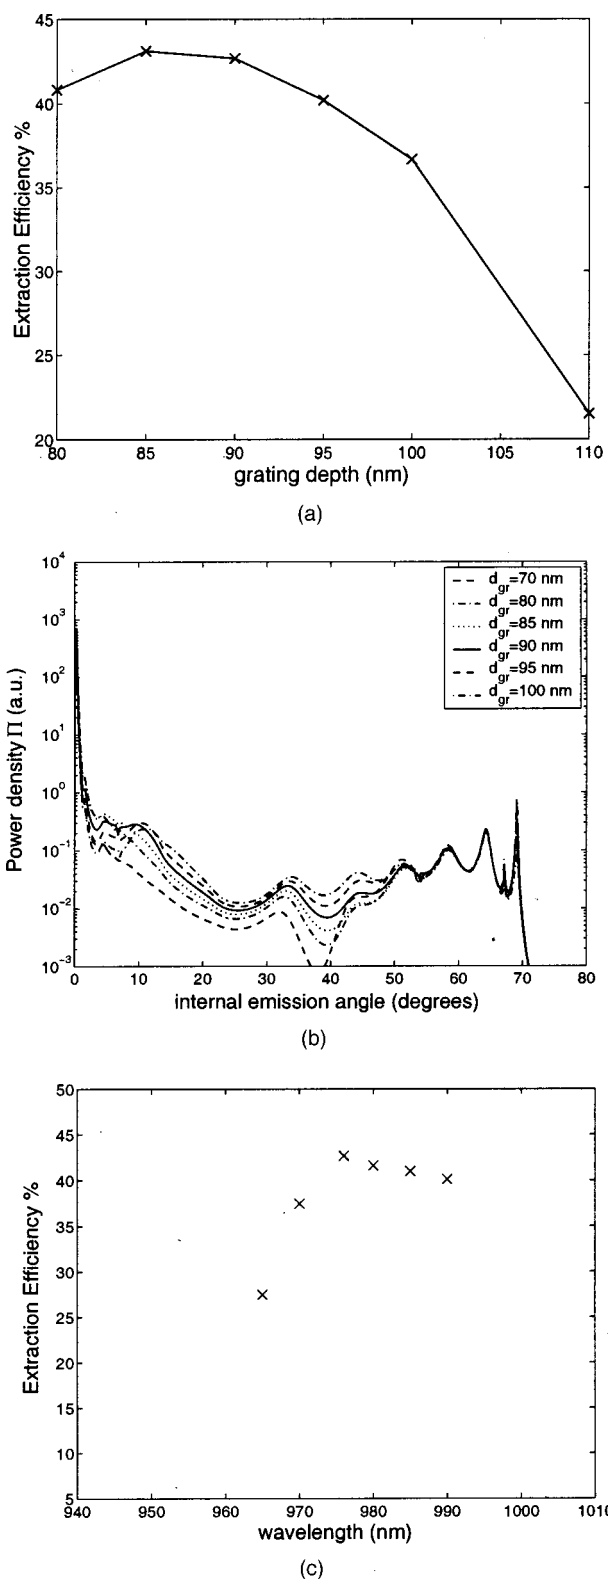 45
40
35
30
25
20
Extraction Efficiency %
80 85 90 95 100 105 110
grating depth (nm)
(a)
10^4
10^3
10^2
10^1
10^0
10^-1
10^-2
10^-3
Power density Π (a.u.)
d_gr=70 nm
d_gr=80 nm
d_gr=85 nm
d_gr=90 nm
d_gr=95 nm
d_gr=100 nm
0 10 20 30 40 50 60 70 80
internal emission angle (degrees)
(b)
50
45
40
35
30
25
20
15
10
5
Extraction Efficiency %
940 950 960 970 980 990 1000 1010
wavelength (nm)
(c)